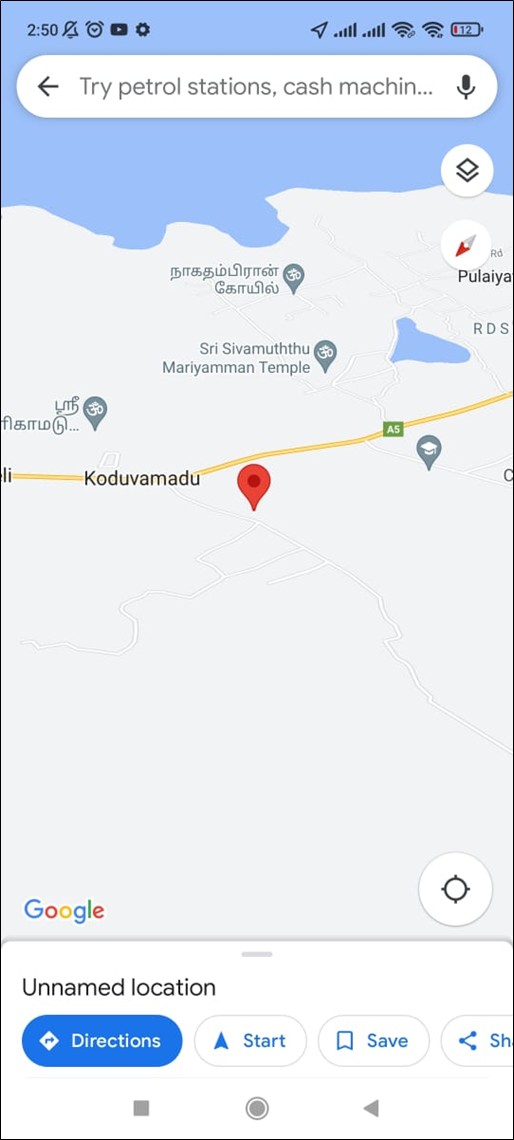 2:50
12
Try petrol stations, cash machin...
Rd
Pulaiya
நாகதம்பிரான்
கோயில்
R D S
Sri Sivamuththu
Mariyamman Temple
ஸ்ரீ
ரிகாமடு...
A5
li
Koduvamadu
C
Google
Unnamed location
Directions
Start
Save
Sh